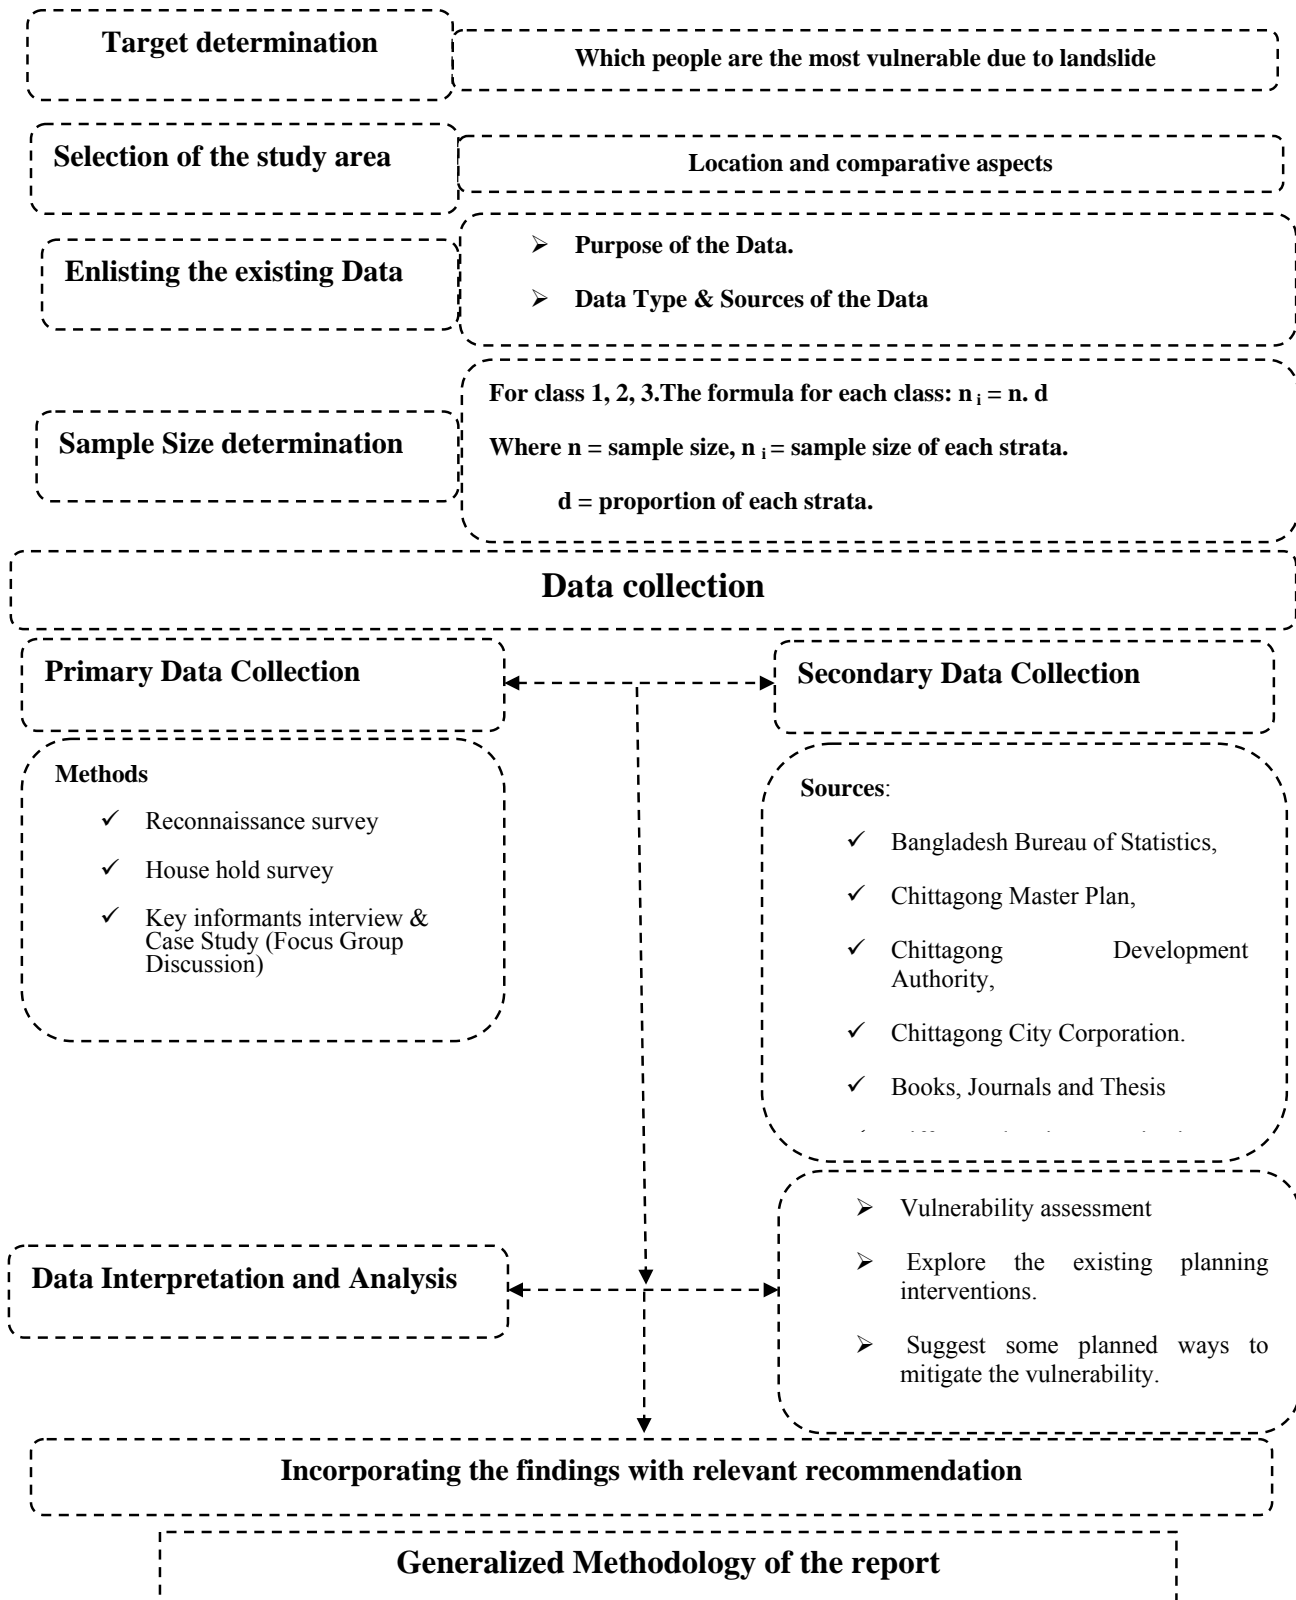 Target determination
Which people are the most vulnerable due to landslide
Selection of the study area
Location and comparative aspects
Enlisting the existing Data
➢ Purpose of the Data.
➢ Data Type & Sources of the Data
Sample Size determination
For class 1, 2, 3.The formula for each class: n i = n. d
Where n = sample size, n i = sample size of each strata.
d = proportion of each strata.
Data collection
Primary Data Collection
Secondary Data Collection
Methods
✓ Reconnaissance survey
✓ House hold survey
✓ Key informants interview &
Case Study (Focus Group
Discussion)
Sources:
✓ Bangladesh Bureau of Statistics,
✓ Chittagong Master Plan,
✓ Chittagong Development
Authority,
✓ Chittagong City Corporation.
✓ Books, Journals and Thesis
Data Interpretation and Analysis
➢ Vulnerability assessment
➢ Explore the existing planning
interventions.
➢ Suggest some planned ways to
mitigate the vulnerability.
Incorporating the findings with relevant recommendation
Generalized Methodology of the report